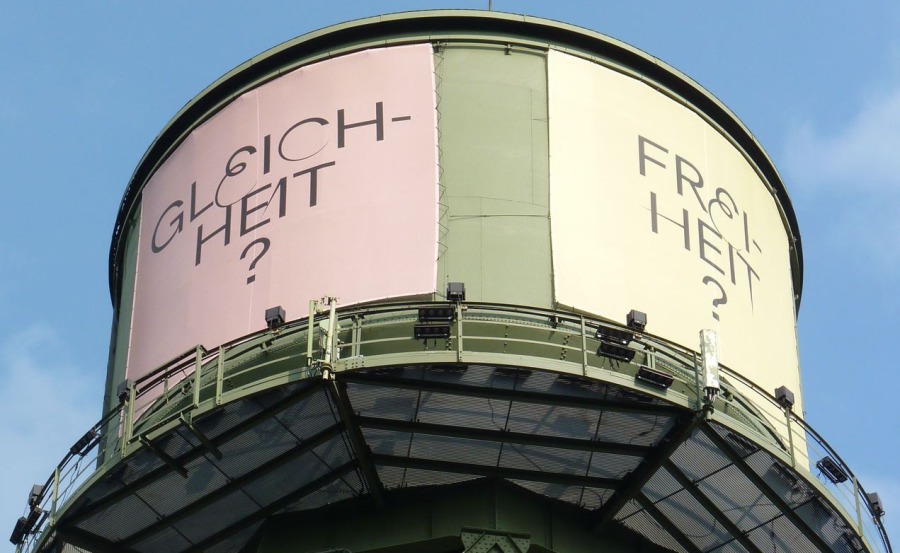 GLEICH-
HEIT
?
FREI-
HEIT
?